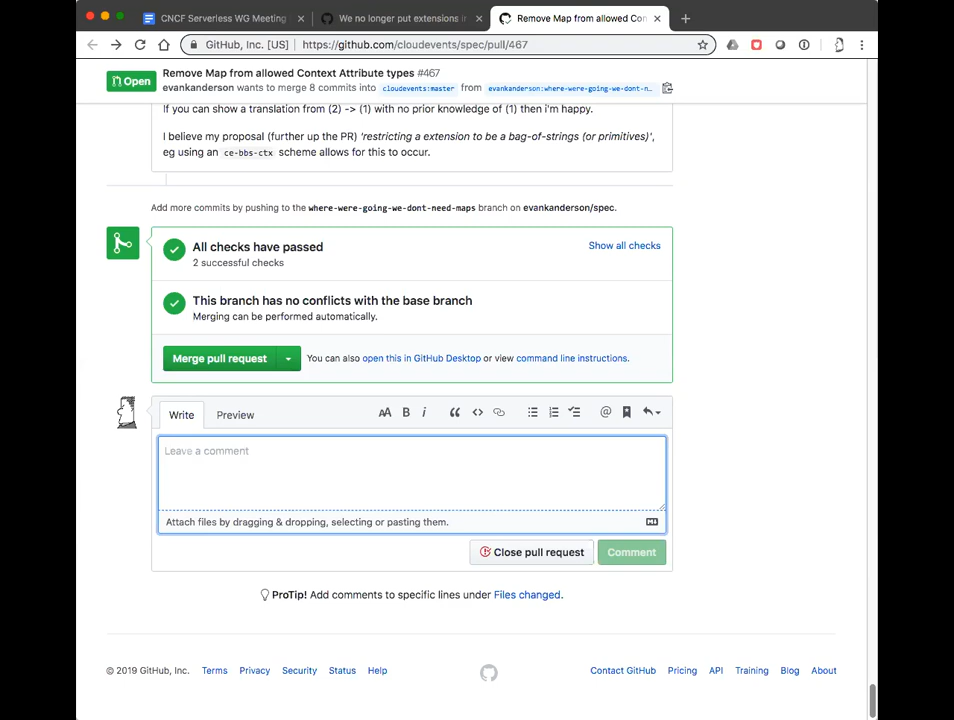 CNCF Serverless WG Meeting
We no longer put extensions in
Remove Map from allowed Con
GitHub, Inc. [US] | https://github.com/cloudevents/spec/pull/467
Open
Remove Map from allowed Context Attribute types #467
evankanderson wants to merge 8 commits into cloudevents:master from evankanderson:where-were-going-we-dont-n…
If you can show a translation from (2) -> (1) with no prior knowledge of (1) then i'm happy.
I believe my proposal (further up the PR) 'restricting a extension to be a bag-of-strings (or primitives)',
eg using an ce-bbs-ctx scheme allows for this to occur.
Add more commits by pushing to the where-were-going-we-dont-need-maps branch on evankanderson/spec.
All checks have passed
Show all checks
2 successful checks
This branch has no conflicts with the base branch
Merging can be performed automatically.
Merge pull request
You can also open this in GitHub Desktop or view command line instructions.
Write
Preview
Leave a comment
Attach files by dragging & dropping, selecting or pasting them.
Close pull request
Comment
ProTip! Add comments to specific lines under Files changed.
© 2019 GitHub, Inc.
Terms
Privacy
Security
Status
Help
Contact GitHub
Pricing
API
Training
Blog
About